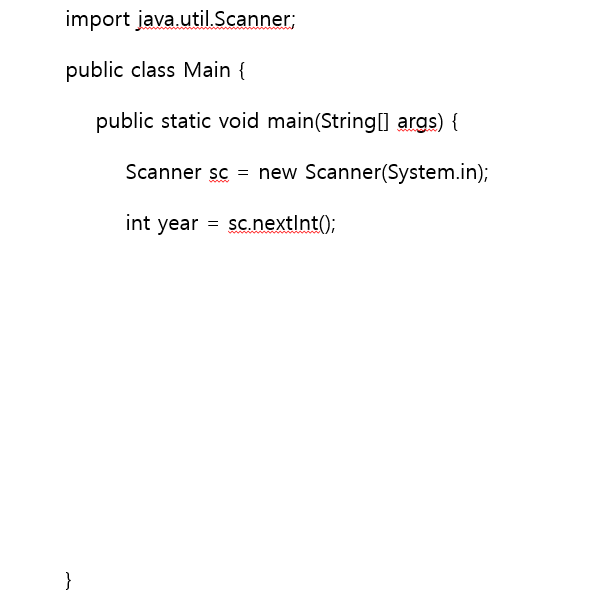 import java.util.Scanner;
public class Main {
public static void main(String[] args) {
Scanner sc = new Scanner(System.in);
int year = sc.nextInt();
}